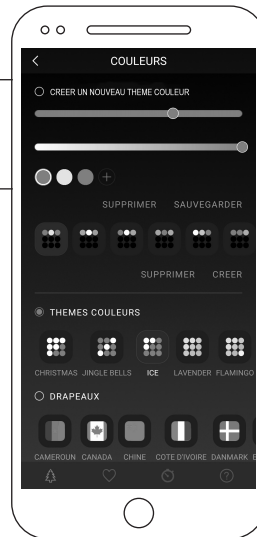 COULEURS
CREER UN NOUVEAU THEME COULEUR
SUPPRIMER SAUVEGARDER
SUPPRIMER CREER
THEMES COULEURS
CHRISTMAS JINGLE BELLS ICE LAVENDER FLAMINGO
DRAPEAUX
CAMEROUN CANADA CHINE COTE D'IVOIRE DANMARK E
?